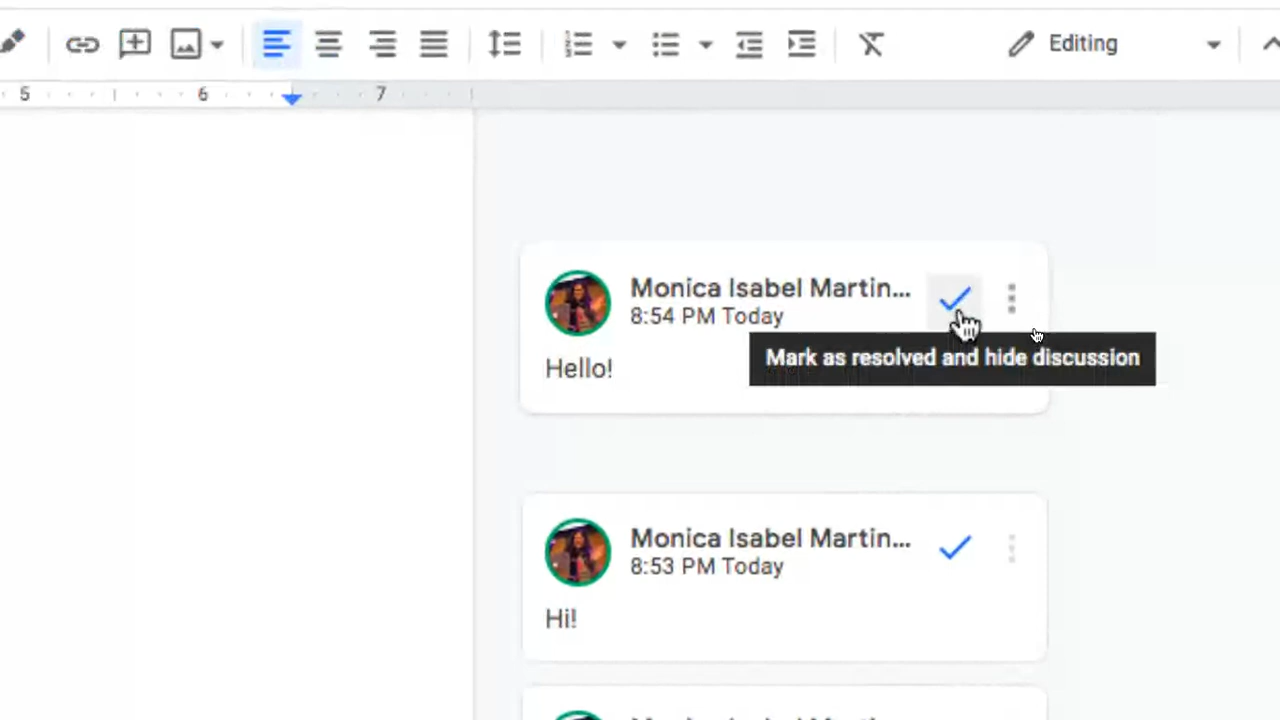 Editing
5 6 7
Monica Isabel Martin...
8:54 PM Today
Mark as resolved and hide discussion
Hello!
Monica Isabel Martin...
8:53 PM Today
Hi!